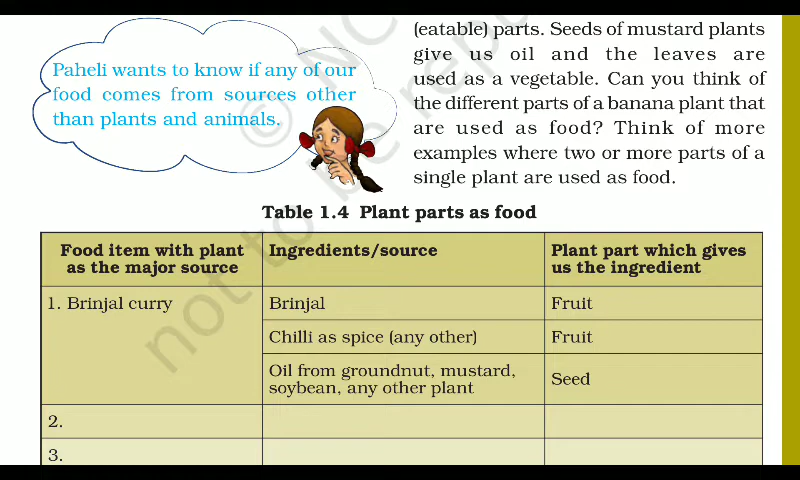 Paheli wants to know if any of our
food comes from sources other
than plants and animals.
(eatable) parts. Seeds of mustard plants
give us oil and the leaves are
used as a vegetable. Can you think of
the different parts of a banana plant that
are used as food? Think of more
examples where two or more parts of a
single plant are used as food.
Table 1.4 Plant parts as food
Food item with plant
as the major source
Ingredients/source
Plant part which gives
us the ingredient
1. Brinjal curry
Brinjal
Fruit
Chilli as spice (any other)
Fruit
Oil from groundnut, mustard,
soybean, any other plant
Seed
2.
3.
© NC
not to be rep